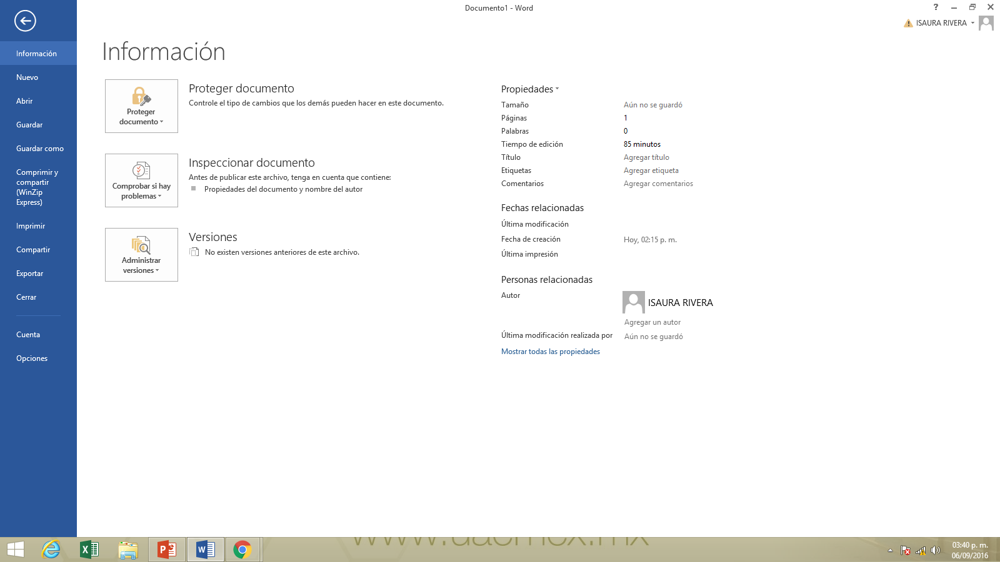 Documento1 - Word
?
ISAURA RIVERA
Información
Nuevo
Abrir
Guardar
Guardar como
Comprimir y
compartir
(WinZip
Express)
Imprimir
Compartir
Exportar
Cerrar
Cuenta
Opciones
Información
Proteger
documento
Proteger documento
Controle el tipo de cambios que los demás pueden hacer en este documento.
Comprobar si hay
problemas
Inspeccionar documento
Antes de publicar este archivo, tenga en cuenta que contiene:
Propiedades del documento y nombre del autor
Administrar
versiones
Versiones
No existen versiones anteriores de este archivo.
Propiedades
Tamaño Aún no se guardó
Páginas 1
Palabras 0
Tiempo de edición 85 minutos
Título Agregar título
Etiquetas Agregar etiqueta
Comentarios Agregar comentarios
Fechas relacionadas
Última modificación
Fecha de creación Hoy, 02:15 p. m.
Última impresión
Personas relacionadas
Autor
ISAURA RIVERA
Agregar un autor
Última modificación realizada por Aún no se guardó
Mostrar todas las propiedades
03:40 p. m.
06/09/2016